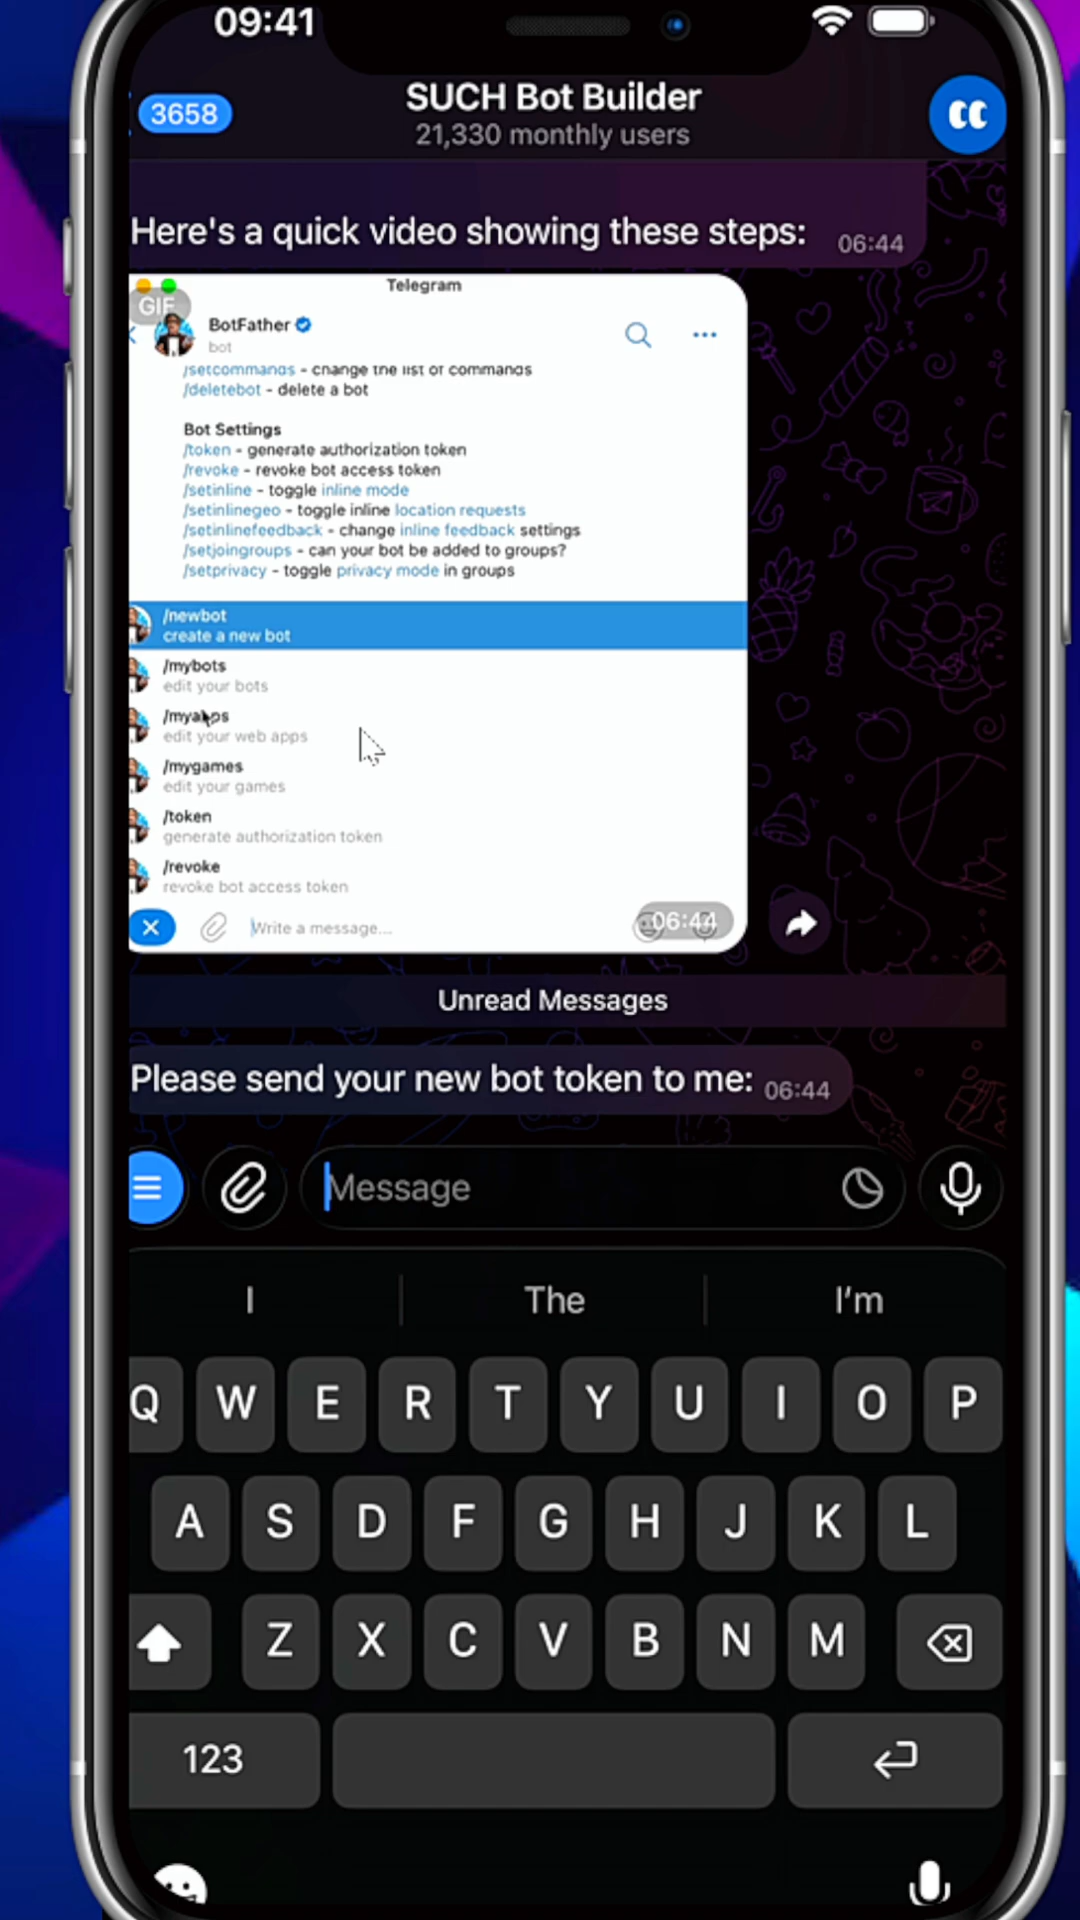 09:41
3658
SUCH Bot Builder
21,330 monthly users
Here's a quick video showing these steps: 06:44
Telegram
GIF
BotFather
bot
/setcommands - change the list of commands
/deletebot - delete a bot
Bot Settings
/token - generate authorization token
/revoke - revoke bot access token
/setinline - toggle inline mode
/setinlinegeo - toggle inline location requests
/setinlinefeedback - change inline feedback settings
/setjoingroups - can your bot be added to groups?
/setprivacy - toggle privacy mode in groups
/newbot
create a new bot
/mybots
edit your bots
/myapps
edit your web apps
/mygames
edit your games
/token
generate authorization token
/revoke
revoke bot access token
Write a message...
06:44
Unread Messages
Please send your new bot token to me: 06:44
Message
I The I'm
Q W E R T Y U I O P
A S D F G H J K L
Z X C V B N M
123